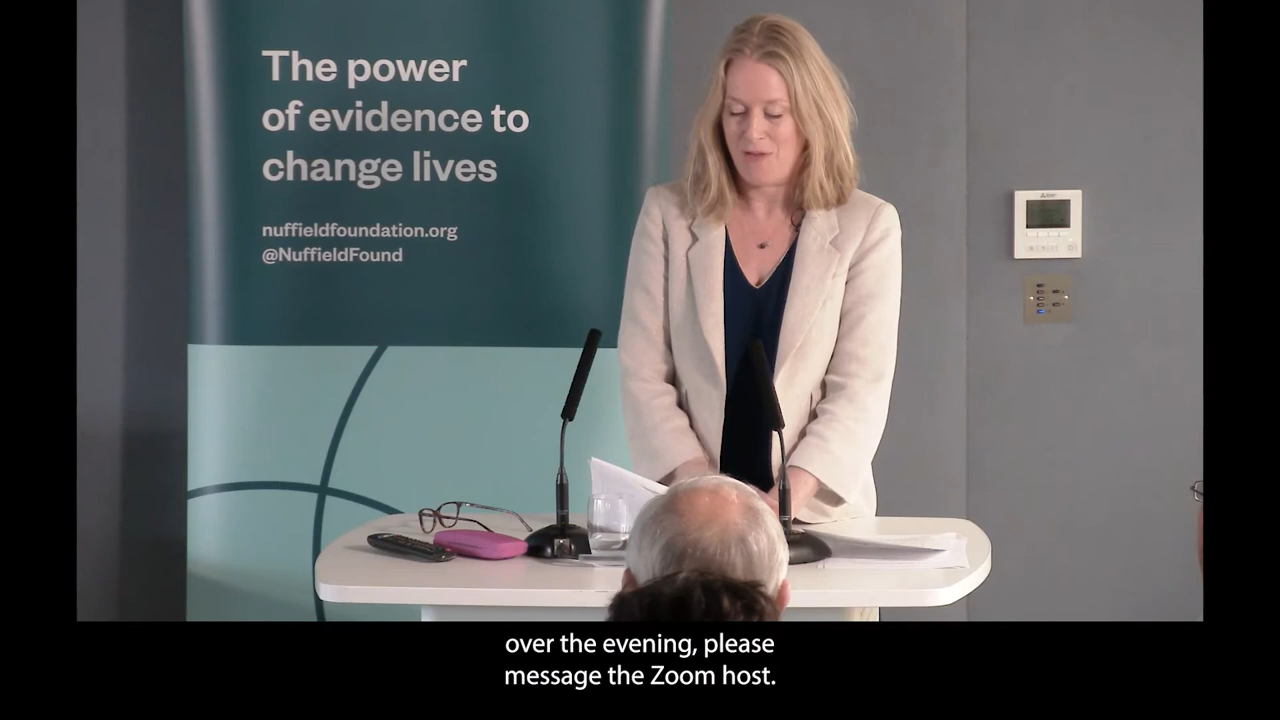 The power
of evidence to
change lives
nuffieldfoundation.org
@NuffieldFound
over the evening, please
message the Zoom host.